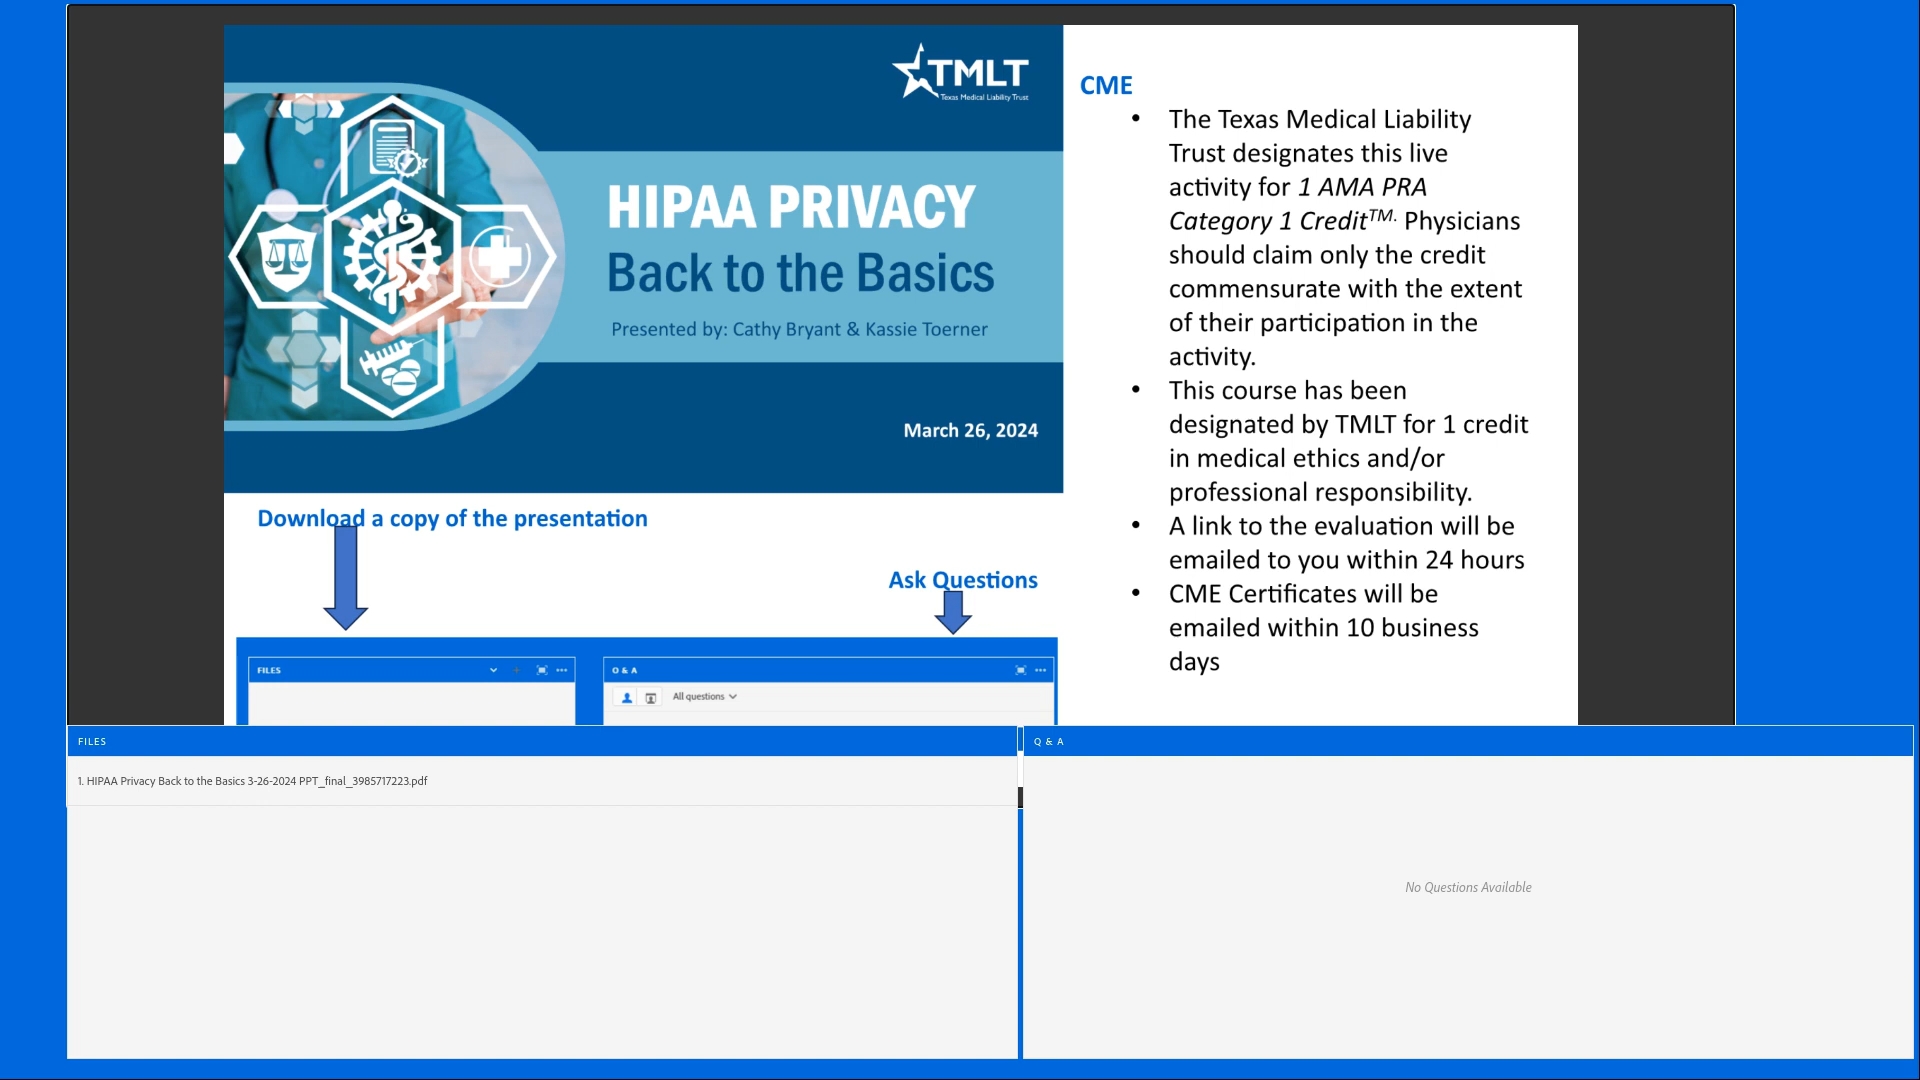 TMLT
Texas Medical Liability Trust
HIPAA PRIVACY
Back to the Basics
Presented by: Cathy Bryant & Kassie Toerner
March 26, 2024
CME
• The Texas Medical Liability
Trust designates this live
activity for 1 AMA PRA
Category 1 Credit™. Physicians
should claim only the credit
commensurate with the extent
of their participation in the
activity.
• This course has been
designated by TMLT for 1 credit
in medical ethics and/or
professional responsibility.
• A link to the evaluation will be
emailed to you within 24 hours
• CME Certificates will be
emailed within 10 business
days
Download a copy of the presentation
Ask Questions
FILES
Q & A
All questions
FILES
1. HIPAA Privacy Back to the Basics 3-26-2024 PPT_final_3985717223.pdf
Q & A
No Questions Available